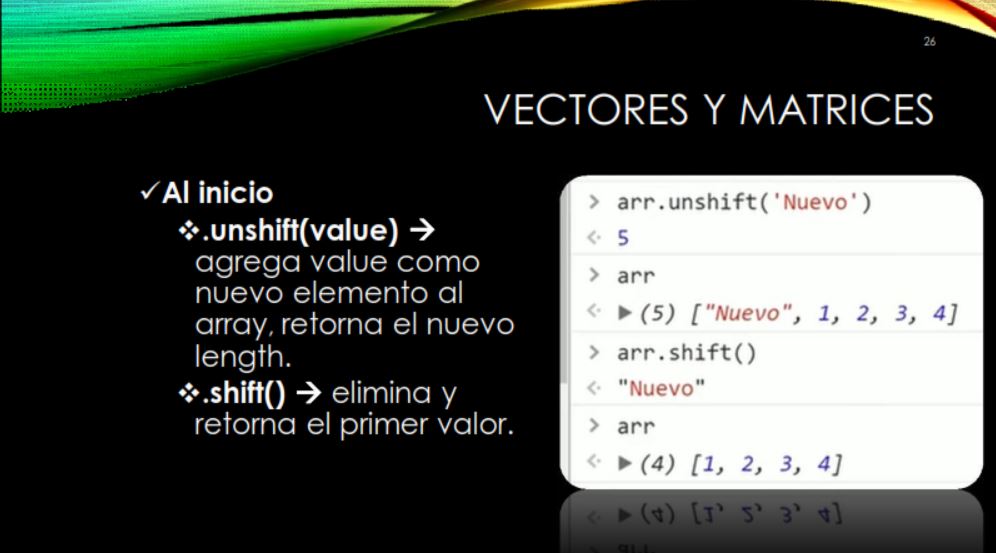 26
VECTORES Y MATRICES
✓Al inicio
❖.unshift(value) →
agrega value como
nuevo elemento al
array, retorna el nuevo
length.
❖.shift() → elimina y
retorna el primer valor.
> arr.unshift('Nuevo')
<· 5
> arr
<· ▶(5) ["Nuevo", 1, 2, 3, 4]
> arr.shift()
<· "Nuevo"
> arr
<· ▶(4) [1, 2, 3, 4]